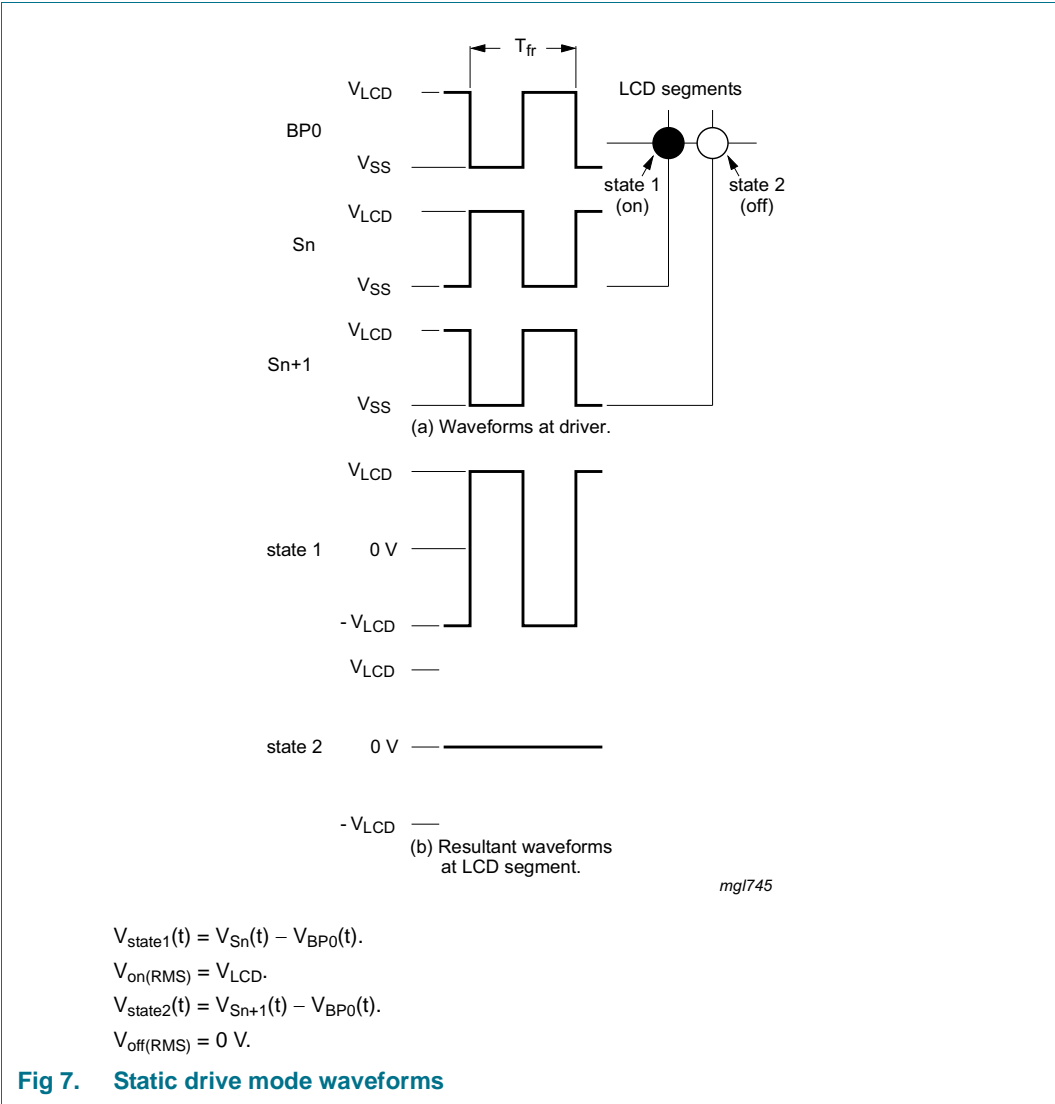 Tfr
VLCD
LCD segments
BP0
VSS
state 1
(on)
state 2
(off)
VLCD
Sn
VSS
VLCD
Sn+1
VSS
(a) Waveforms at driver.
VLCD
state 1 0 V
- VLCD
VLCD
state 2 0 V
- VLCD
(b) Resultant waveforms
at LCD segment.
mgl745
Vstate1(t) = VSn(t) − VBP0(t).
Von(RMS) = VLCD.
Vstate2(t) = VSn+1(t) − VBP0(t).
Voff(RMS) = 0 V.
Fig 7. Static drive mode waveforms